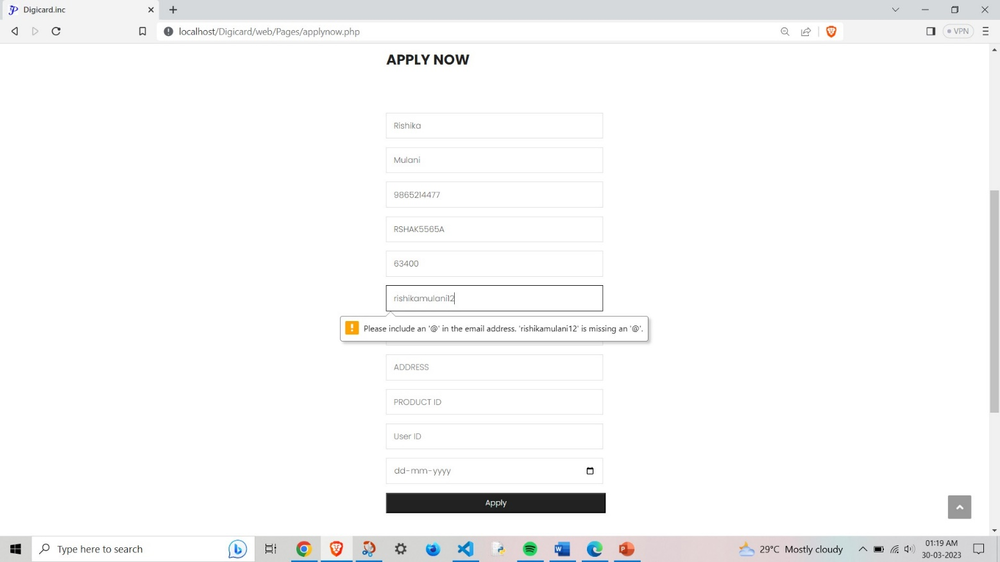 Digicard.inc
localhost/Digicard/web/Pages/applynow.php
VPN
APPLY NOW
Rishika
Mulani
9865214477
RSHAK5565A
63400
rishikamulani12
Please include an '@' in the email address. 'rishikamulani12' is missing an '@'.
ADDRESS
PRODUCT ID
User ID
dd-mm-yyyy
Apply
Type here to search
29°C Mostly cloudy
01:19 AM
30-03-2023